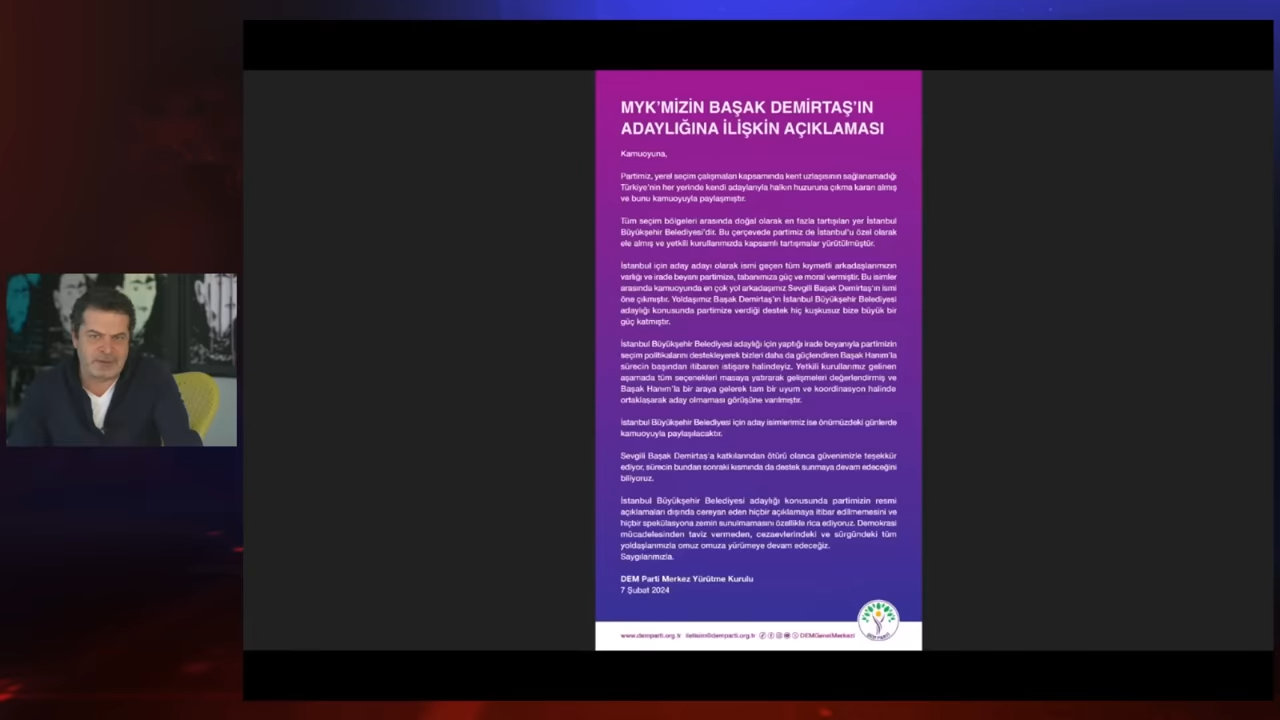 MYK'MİZİN BAŞAK DEMİRTAŞ'IN
ADAYLIĞINA İLİŞKİN AÇIKLAMASI
Kamuoyuna,
Partimiz, yerel seçim çalışmaları kapsamında kent uzlaşısının sağlanamadığı
Türkiye'nin her yerinde kendi adaylarıyla halkın huzuruna çıkma kararı almış
ve bunu kamuoyuyla paylaşmıştır.
Tüm seçim bölgeleri arasında doğal olarak en fazla tartışılan yer İstanbul
Büyükşehir Belediyesi'dir. Bu çerçevede partimiz de İstanbul'u özel olarak
ele almış ve yetkili kurullarımızda kapsamlı tartışmalar yürütülmüştür.
İstanbul için aday adayı olarak ismi geçen tüm kıymetli arkadaşlarımızın
varlığı ve irade beyanı partimize, tabanımıza güç ve moral vermiştir. Bu isimler
arasında kamuoyunda en çok yol arkadaşımız Sevgili Başak Demirtaş'ın ismi
öne çıkmıştır. Yoldaşımız Başak Demirtaş'ın İstanbul Büyükşehir Belediyesi
adaylığı konusunda partimize verdiği destek hiç kuşkusuz bize büyük bir
güç katmıştır.
İstanbul Büyükşehir Belediyesi adaylığı için yaptığı irade beyanıyla partimizin
seçim politikalarını destekleyerek bizleri daha da güçlendiren Başak Hanım'la
sürecin başından itibaren istişare halindeyiz. Yetkili kurullarımız gelinen
aşamada tüm seçenekleri masaya yatırarak gelişmeleri değerlendirmiş ve
Başak Hanım'la bir araya gelerek tam bir uyum ve koordinasyon halinde
ortaklaşarak aday olmaması görüşüne varılmıştır.
İstanbul Büyükşehir Belediyesi için aday isimlerimiz ise önümüzdeki günlerde
kamuoyuyla paylaşılacaktır.
Sevgili Başak Demirtaş'a katkılarından ötürü olanca güvenimizle teşekkür
ediyor, sürecin bundan sonraki kısmında da destek sunmaya devam edeceğini
biliyoruz.
İstanbul Büyükşehir Belediyesi adaylığı konusunda partimizin resmi
açıklamaları dışında cereyan eden hiçbir açıklamaya itibar edilmemesini ve
hiçbir spekülasyona zemin sunulmamasını özellikle rica ediyoruz. Demokrasi
mücadelesinden taviz vermeden, cezaevlerindeki ve sürgündeki tüm
yoldaşlarımızla omuz omuza yürümeye devam edeceğiz.
Saygılarımızla.
DEM Parti Merkez Yürütme Kurulu
7 Şubat 2024
www.demparti.org.tr iletisim@demparti.org.tr DEMGenelMerkezi
DEM PARTİ